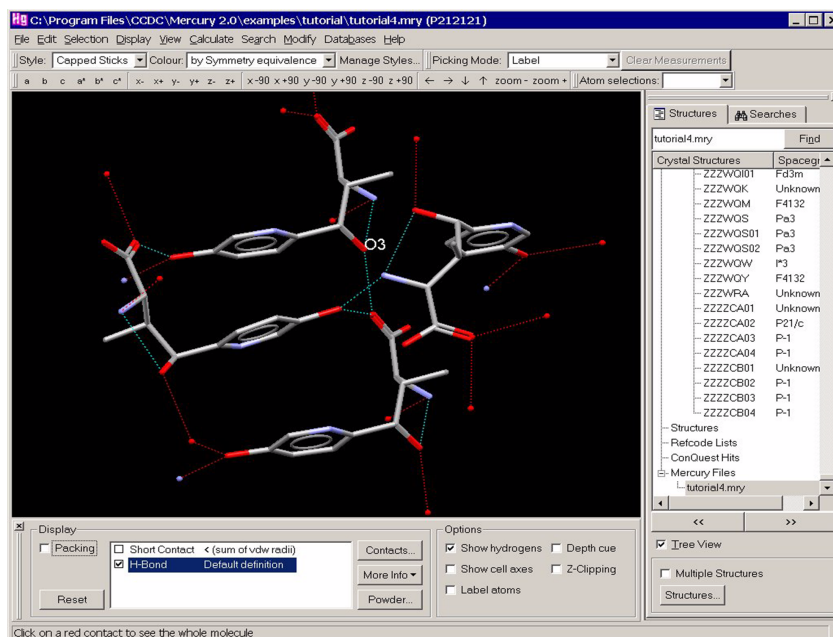 Hg C:\Program Files\CCDC\Mercury 2.0\examples\tutorial\tutorial4.mry (P212121)
File Edit Selection Display View Calculate Search Modify Databases Help
Style: Capped Sticks Colour: by Symmetry equivalence Manage Styles... Picking Mode: Label Clear Measurements
a b c a* b* c* x- x+ y- y+ z- z+ x-90 x+90 y-90 y+90 z-90 z+90 ← → ↓ ↑ zoom- zoom+ Atom selections:
O3
Structures Searches
tutorial4.mry Find
Crystal Structures Spacegr
ZZZWQI01 Fd3m
ZZZWQK Unknown
ZZZWQM F4132
ZZZWQS Pa3
ZZZWQS01 Pa3
ZZZWQS02 Pa3
ZZZWQW I*3
ZZZWQY F4132
ZZZWRA Unknown
ZZZZCA01 Unknown
ZZZZCA02 P21/c
ZZZZCA03 P-1
ZZZZCA04 P-1
ZZZZCB01 Unknown
ZZZZCB02 P-1
ZZZZCB03 P-1
ZZZZCB04 P-1
Structures
Refcode Lists
ConQuest Hits
Mercury Files
tutorial4.mry
<< >>
Tree View
Multiple Structures
Structures...
Display
Packing
Short Contact < (sum of vdw radii)
H-Bond Default definition
Reset
Contacts...
More Info
Powder...
Options
Show hydrogens Depth cue
Show cell axes Z-Clipping
Label atoms
Click on a red contact to see the whole molecule